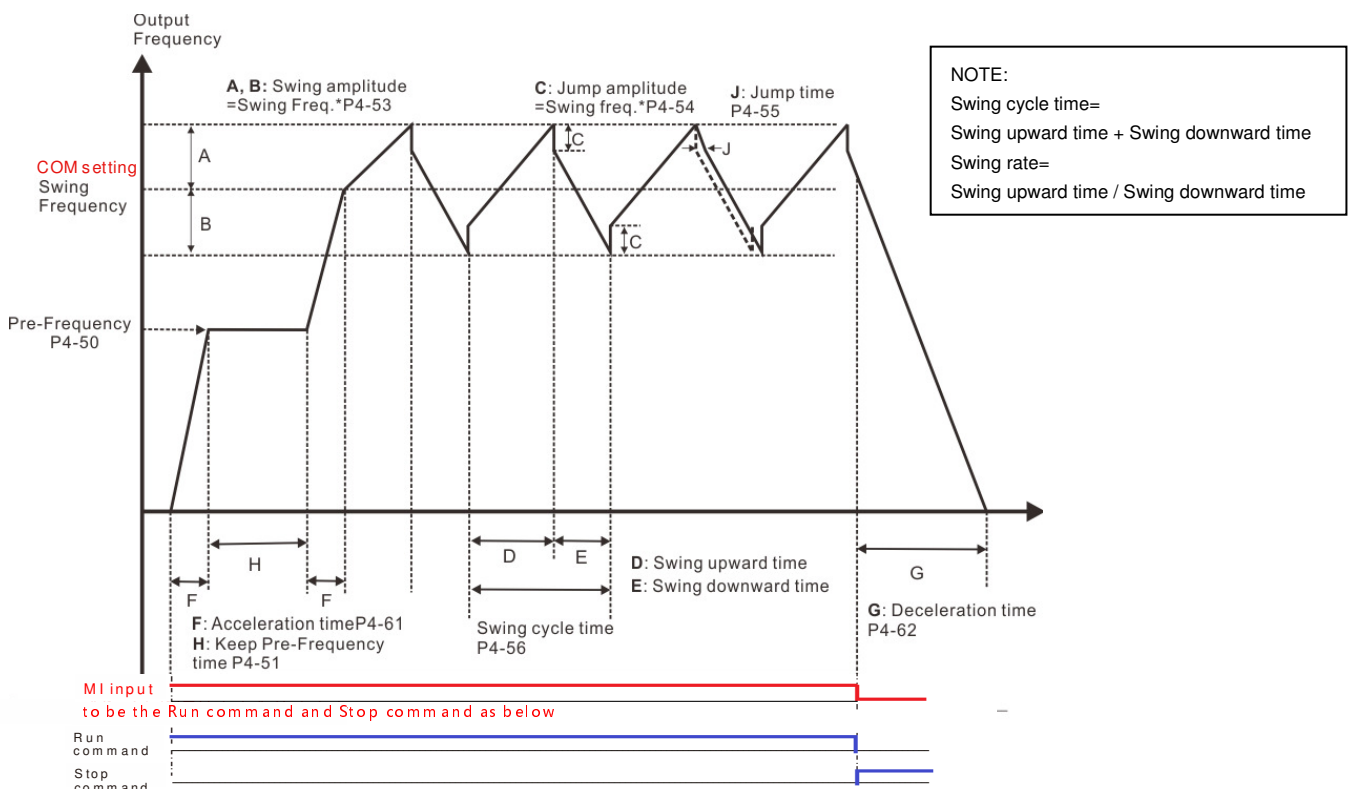 Output
Frequency
A, B: Swing amplitude
=Swing Freq.*P4-53
C: Jump amplitude
=Swing freq.*P4-54
J: Jump time
P4-55
NOTE:
Swing cycle time=
Swing upward time + Swing downward time
Swing rate=
Swing upward time / Swing downward time
A
C
J
COM setting
Swing
Frequency
B
C
Pre-Frequency
P4-50
H
D
E
D: Swing upward time
E: Swing downward time
G
F
F
F: Acceleration timeP4-61
H: Keep Pre-Frequency
time P4-51
Swing cycle time
P4-56
G: Deceleration time
P4-62
MI input
to be the Run command and Stop command as below
Run
command
Stop
command